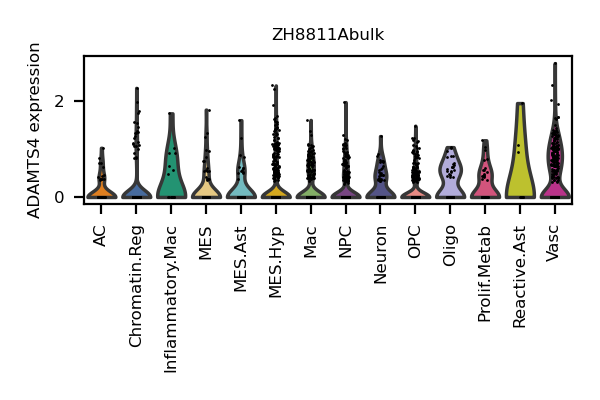 ZH8811Abulk
ADAMTS4 expression
2
0
AC
Chromatin.Reg
Inflammatory.Mac
MES
MES.Ast
MES.Hyp
Mac
NPC
Neuron
OPC
Oligo
Prolif.Metab
Reactive.Ast
Vasc